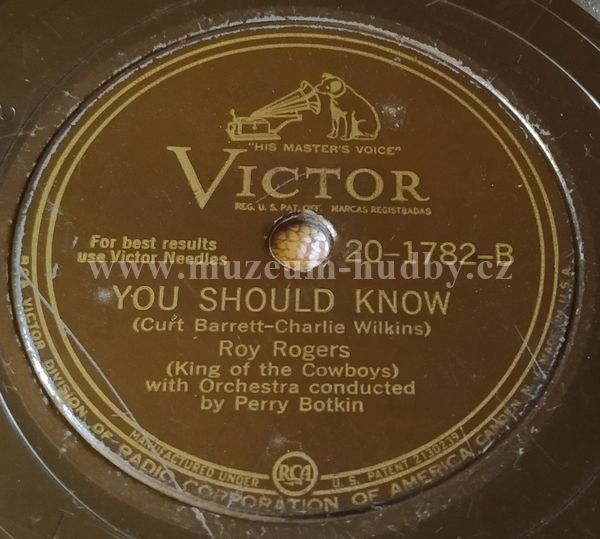 "HIS MASTER'S VOICE"
VICTOR
REG. U. S. PAT. OFF. MARCAS REGISTRADAS
For best results
use Victor Needles
20-1782-B
www.muzeum-hudby.cz
YOU SHOULD KNOW
(Curt Barrett-Charlie Wilkins)
Roy Rogers
(King of the Cowboys)
with Orchestra conducted
by Perry Botkin
MANUFACTURED UNDER RCA U. S. PATENT 2130239
RCA VICTOR DIVISION OF RADIO CORPORATION OF AMERICA CAMDEN, N. J. MADE IN U.S.A.